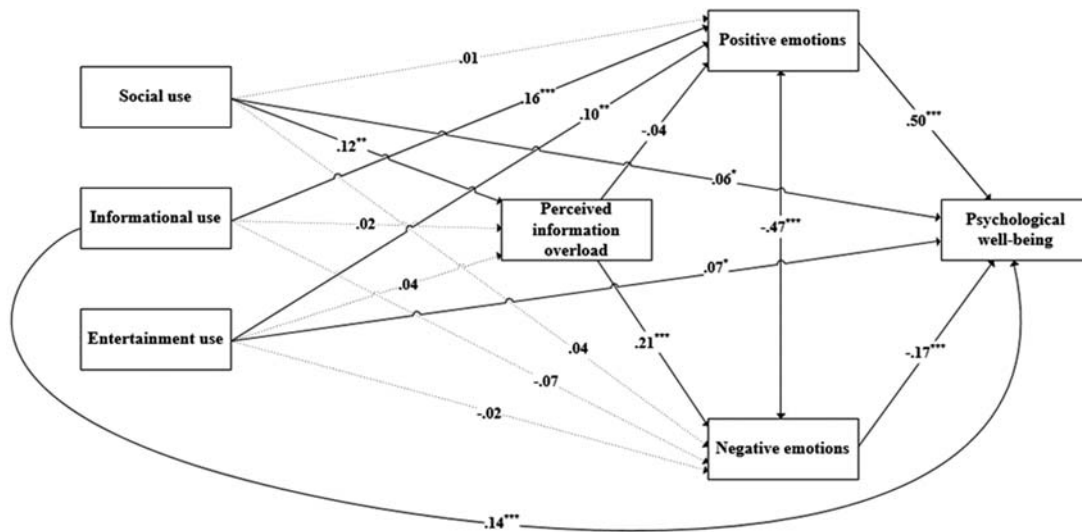 Positive emotions
.01
Social use
.16***
.10**
.50***
-.04
.12**
.06*
Informational use
.02
Perceived
information
overload
-.47***
Psychological
well-being
.07*
.04
Entertainment use
.21***
.04
-.17***
-.07
-.02
Negative emotions
.14***